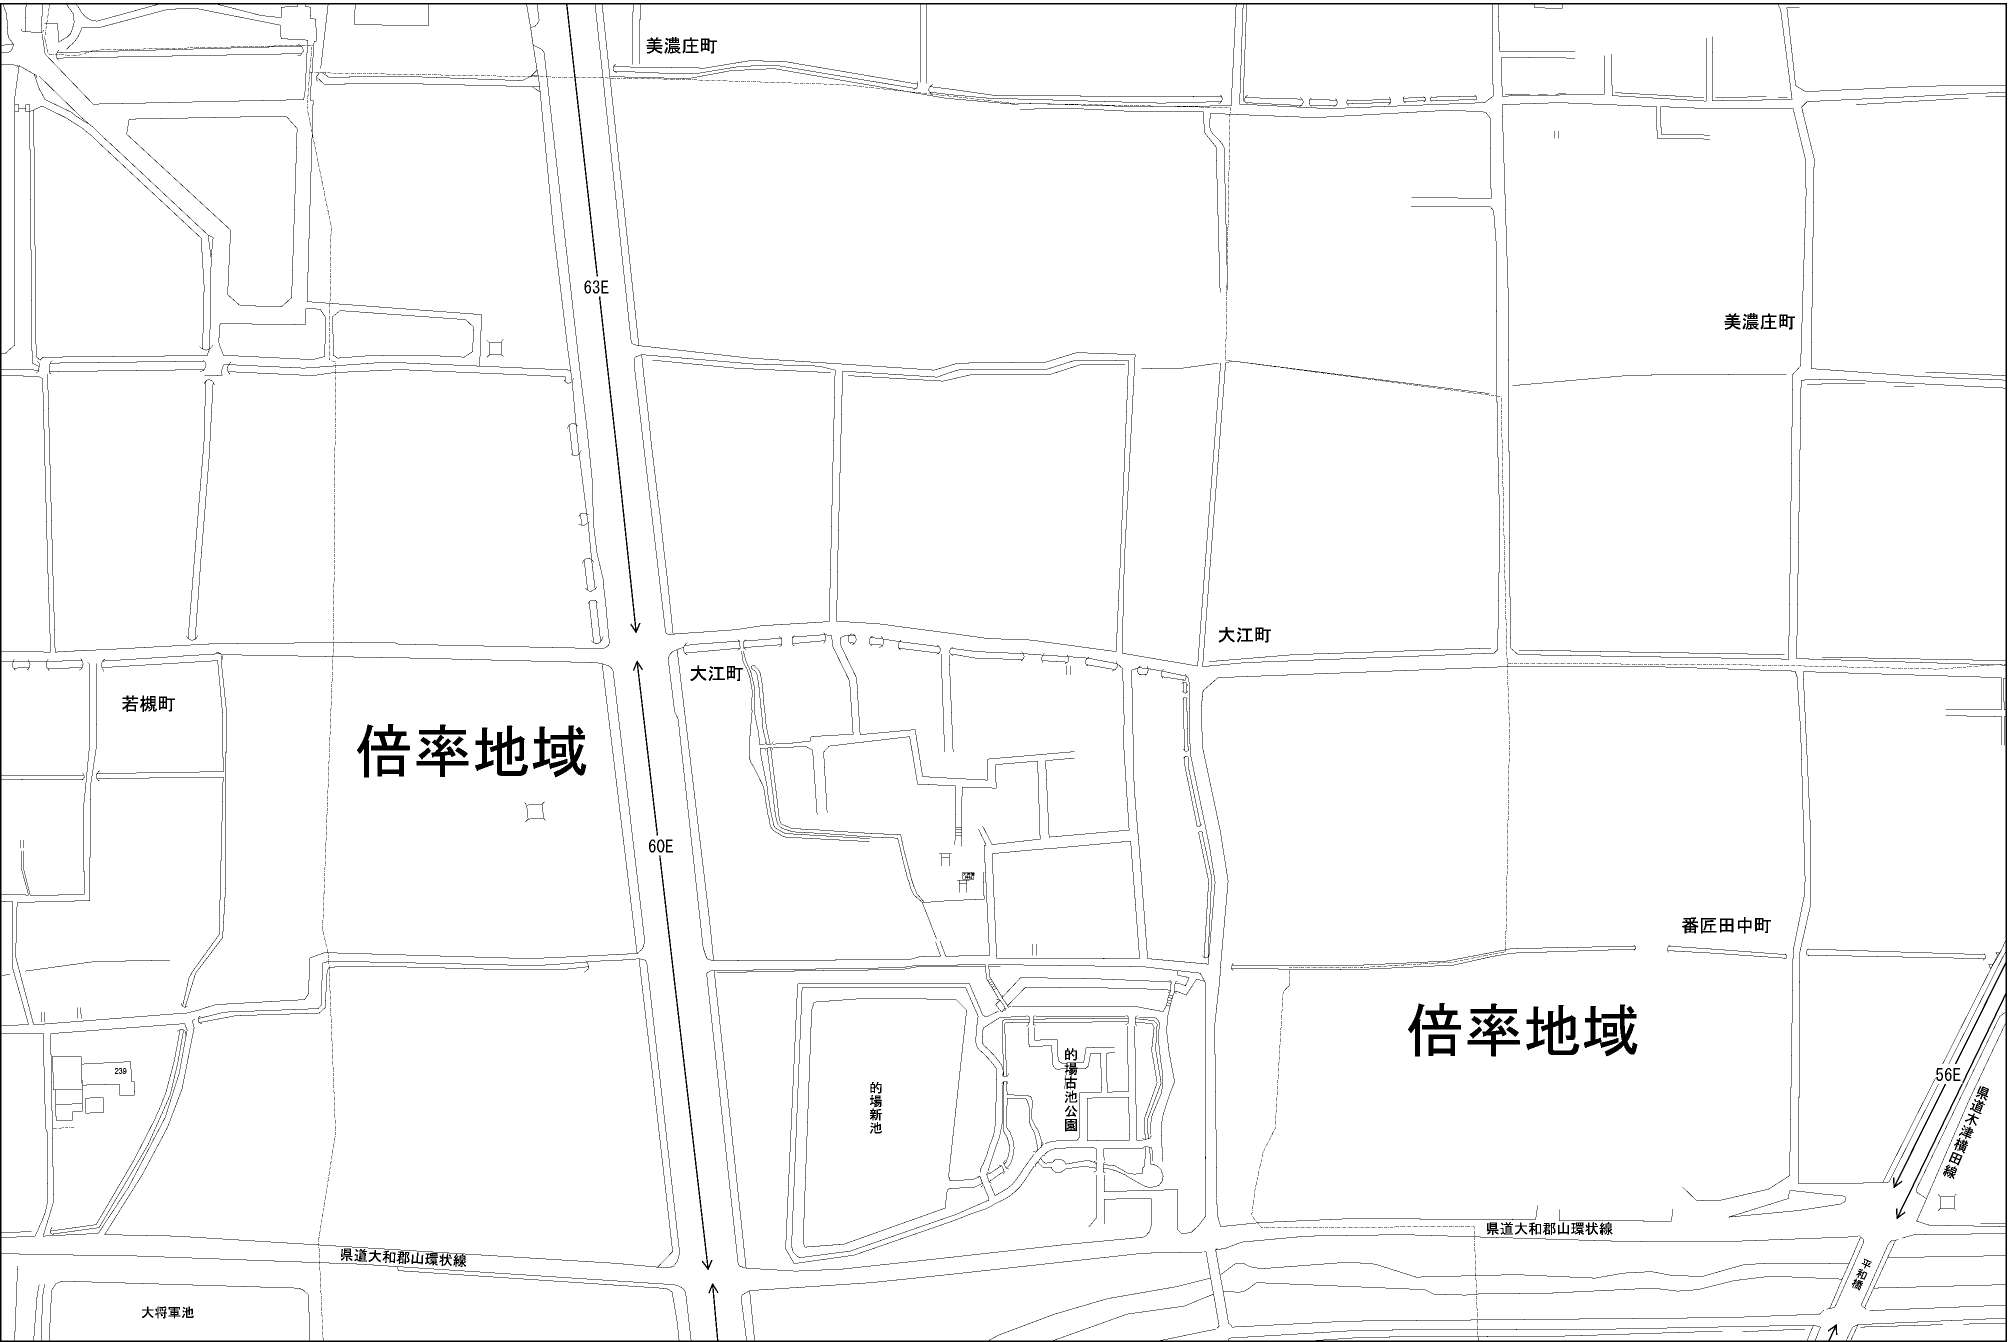 美濃庄町
63E
美濃庄町
大江町
大江町
若槻町
倍率地域
60E
番匠田中町
倍率地域
239
的場新池
的場古池公園
56E
県道木津横田線
県道大和郡山環状線
県道大和郡山環状線
平和橋
大将軍池